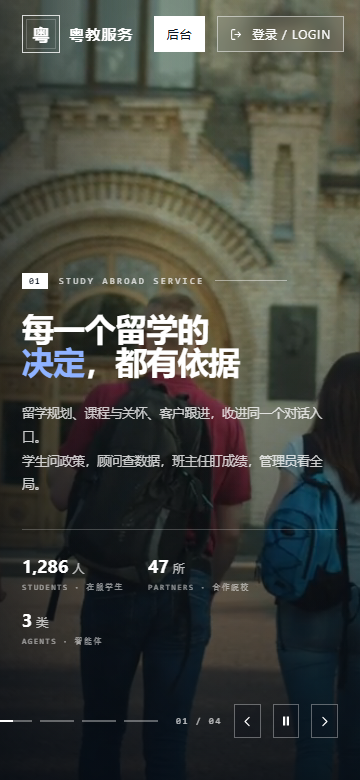 粤 粤教服务 后台 登录 / LOGIN
01 STUDY ABROAD SERVICE
每一个留学的
决定，都有依据
留学规划、课程与关怀、客户跟进，收进同一个对话入
口。
学生问政策，顾问查数据，班主任盯成绩，管理员看全
局。
1,286 人 47 所
STUDENTS · 在服学生 PARTNERS · 合作院校
3 类
AGENTS · 智能体
01 / 04